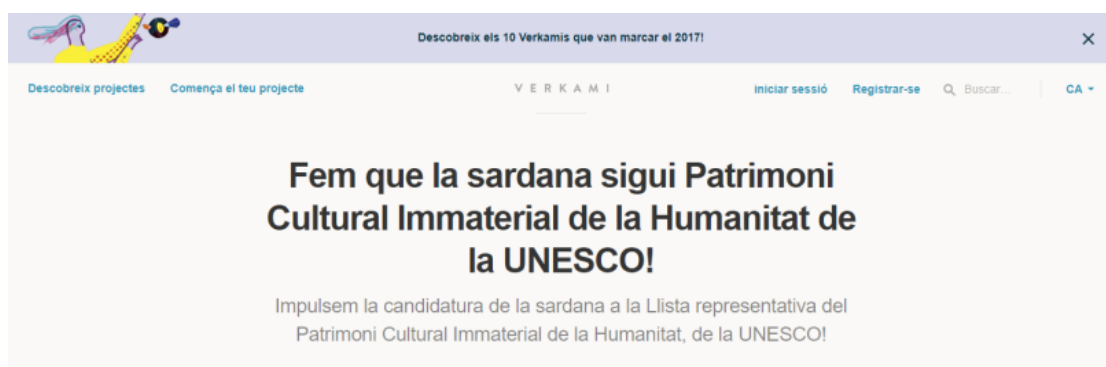 Descobreix els 10 Verkamis que van marcar el 2017!
Descobreix projectes Comença el teu projecte VERKAMI iniciar sessió Registrar-se Buscar... CA
Fem que la sardana sigui Patrimoni
Cultural Immaterial de la Humanitat de
la UNESCO!
Impulsem la candidatura de la sardana a la Llista representativa del
Patrimoni Cultural Immaterial de la Humanitat, de la UNESCO!